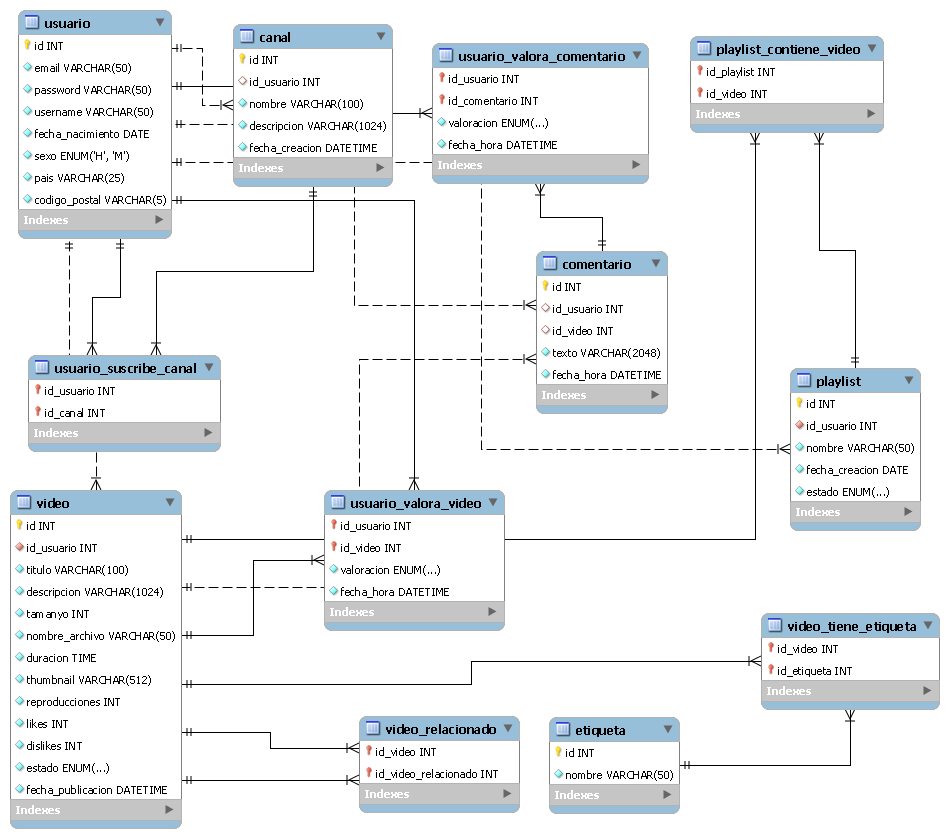 usuario
id INT
email VARCHAR(50)
password VARCHAR(50)
username VARCHAR(50)
fecha_nacimiento DATE
sexo ENUM('H', 'M')
pais VARCHAR(25)
codigo_postal VARCHAR(5)
Indexes
canal
id INT
id_usuario INT
nombre VARCHAR(100)
descripcion VARCHAR(1024)
fecha_creacion DATETIME
Indexes
usuario_valora_comentario
id_usuario INT
id_comentario INT
valoracion ENUM(...)
fecha_hora DATETIME
Indexes
playlist_contiene_video
id_playlist INT
id_video INT
Indexes
comentario
id INT
id_usuario INT
id_video INT
texto VARCHAR(2048)
fecha_hora DATETIME
Indexes
usuario_suscribe_canal
id_usuario INT
id_canal INT
Indexes
playlist
id INT
id_usuario INT
nombre VARCHAR(50)
fecha_creacion DATE
estado ENUM(...)
Indexes
video
id INT
id_usuario INT
titulo VARCHAR(100)
descripcion VARCHAR(1024)
tamanyo INT
nombre_archivo VARCHAR(50)
duracion TIME
thumbnail VARCHAR(512)
reproducciones INT
likes INT
dislikes INT
estado ENUM(...)
fecha_publicacion DATETIME
Indexes
usuario_valora_video
id_usuario INT
id_video INT
valoracion ENUM(...)
fecha_hora DATETIME
Indexes
video_tiene_etiqueta
id_video INT
id_etiqueta INT
Indexes
video_relacionado
id_video INT
id_video_relacionado INT
Indexes
etiqueta
id INT
nombre VARCHAR(50)
Indexes